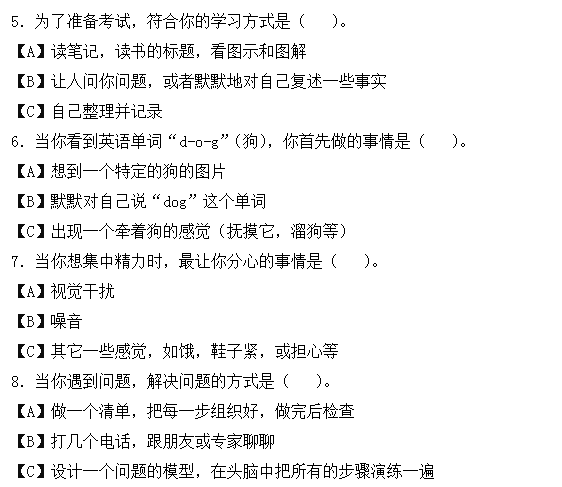 5. 为了准备考试，符合你的学习方式是（   ）。
【A】读笔记，读书的标题，看图示和图解
【B】让人问你问题，或者默默地对自己复述一些事实
【C】自己整理并记录
6. 当你看到英语单词“d-o-g”(狗)，你首先做的事情是（   ）。
【A】想到一个特定的狗的图片
【B】默默对自己说“dog”这个单词
【C】出现一个牵着狗的感觉（抚摸它，溜狗等）
7. 当你想集中精力时，最让你分心的事情是（   ）。
【A】视觉干扰
【B】噪音
【C】其它一些感觉，如饿，鞋子紧，或担心等
8. 当你遇到问题，解决问题的方式是（   ）。
【A】做一个清单，把每一步组织好，做完后检查
【B】打几个电话，跟朋友或专家聊聊
【C】设计一个问题的模型，在头脑中把所有的步骤演练一遍